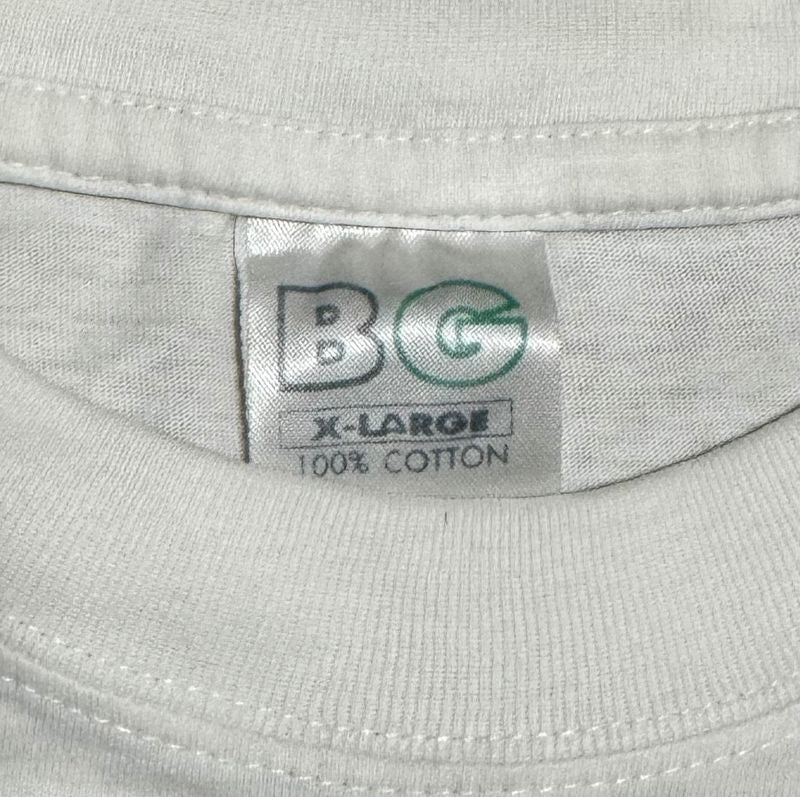 BG
X-LARGE
100% COTTON